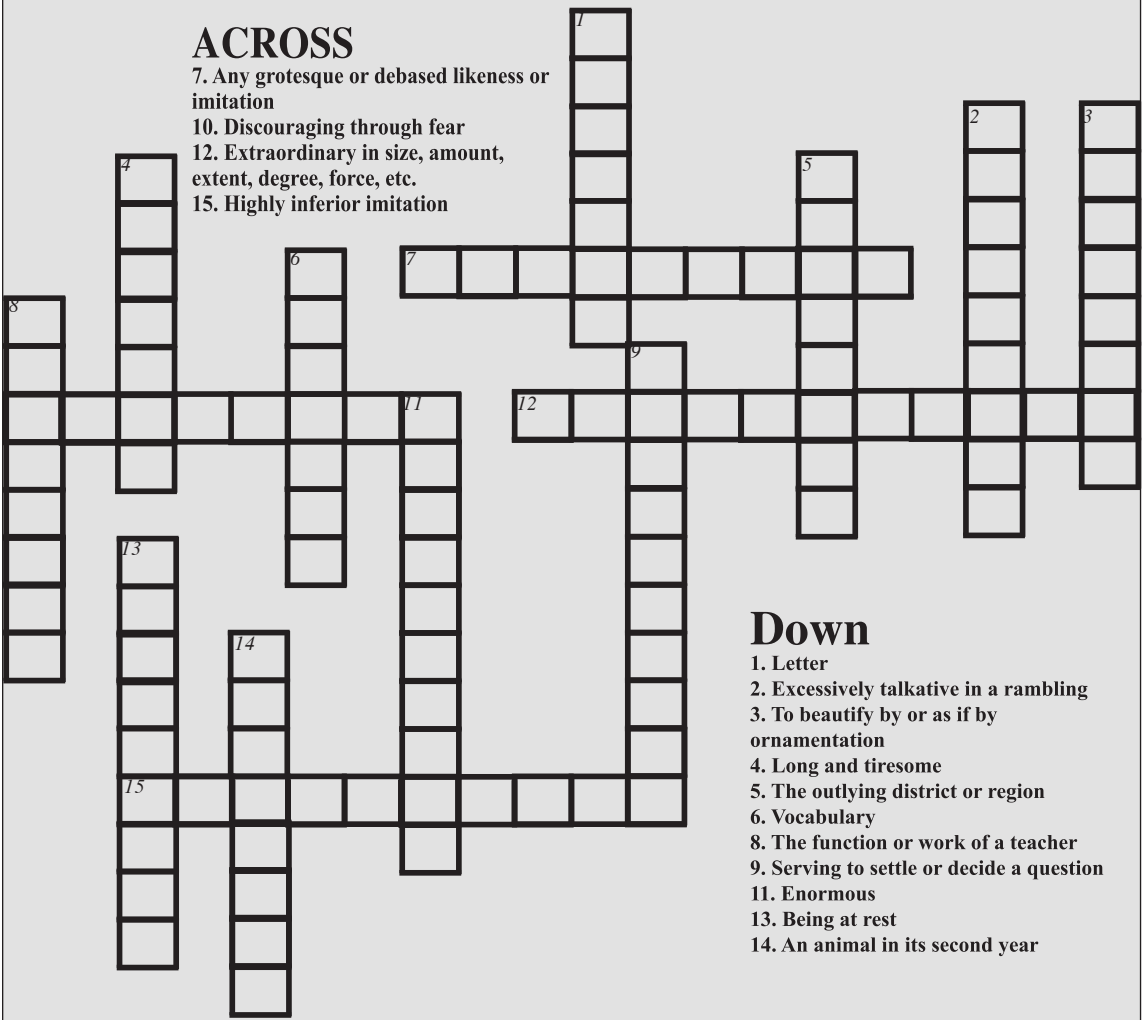 ACROSS
7. Any grotesque or debased likeness or
imitation
10. Discouraging through fear
12. Extraordinary in size, amount,
extent, degree, force, etc.
15. Highly inferior imitation
1
2
3
4
5
6
7
8
9
11
12
13
14
15
Down
1. Letter
2. Excessively talkative in a rambling
3. To beautify by or as if by
ornamentation
4. Long and tiresome
5. The outlying district or region
6. Vocabulary
8. The function or work of a teacher
9. Serving to settle or decide a question
11. Enormous
13. Being at rest
14. An animal in its second year